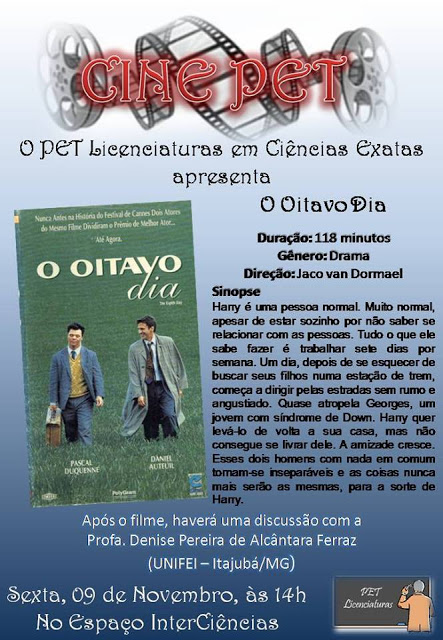 CINE PET
O PET Licenciaturas em Ciências Exatas
apresenta
O Oitavo Dia
Nunca Antes na História do Festival de Cannes Dois Atores
do Mesmo Filme Dividiram o Prêmio de Melhor Ator...
Até Agora.
O OITAVO
dia
The Eighth Day
PASCAL
DUQUENNE
DANIEL
AUTEUIL
PolyGram
Duração: 118 minutos
Gênero: Drama
Direção: Jaco van Dormael
Sinopse
Harry é uma pessoa normal. Muito normal,
apesar de estar sozinho por não saber se
relacionar com as pessoas. Tudo o que ele
sabe fazer é trabalhar sete dias por
semana. Um dia, depois de se esquecer de
buscar seus filhos numa estação de trem,
começa a dirigir pelas estradas sem rumo e
angustiado. Quase atropela Georges, um
jovem com síndrome de Down. Harry quer
levá-lo de volta a sua casa, mas não
consegue se livrar dele. A amizade cresce.
Esses dois homens com nada em comum
tornam-se inseparáveis e as coisas nunca
mais serão as mesmas, para a sorte de
Harry.
Após o filme, haverá uma discussão com a
Profa. Denise Pereira de Alcântara Ferraz
(UNIFEI – Itajubá/MG)
Sexta, 09 de Novembro, às 14h
No Espaço InterCiências
PET
Licenciaturas